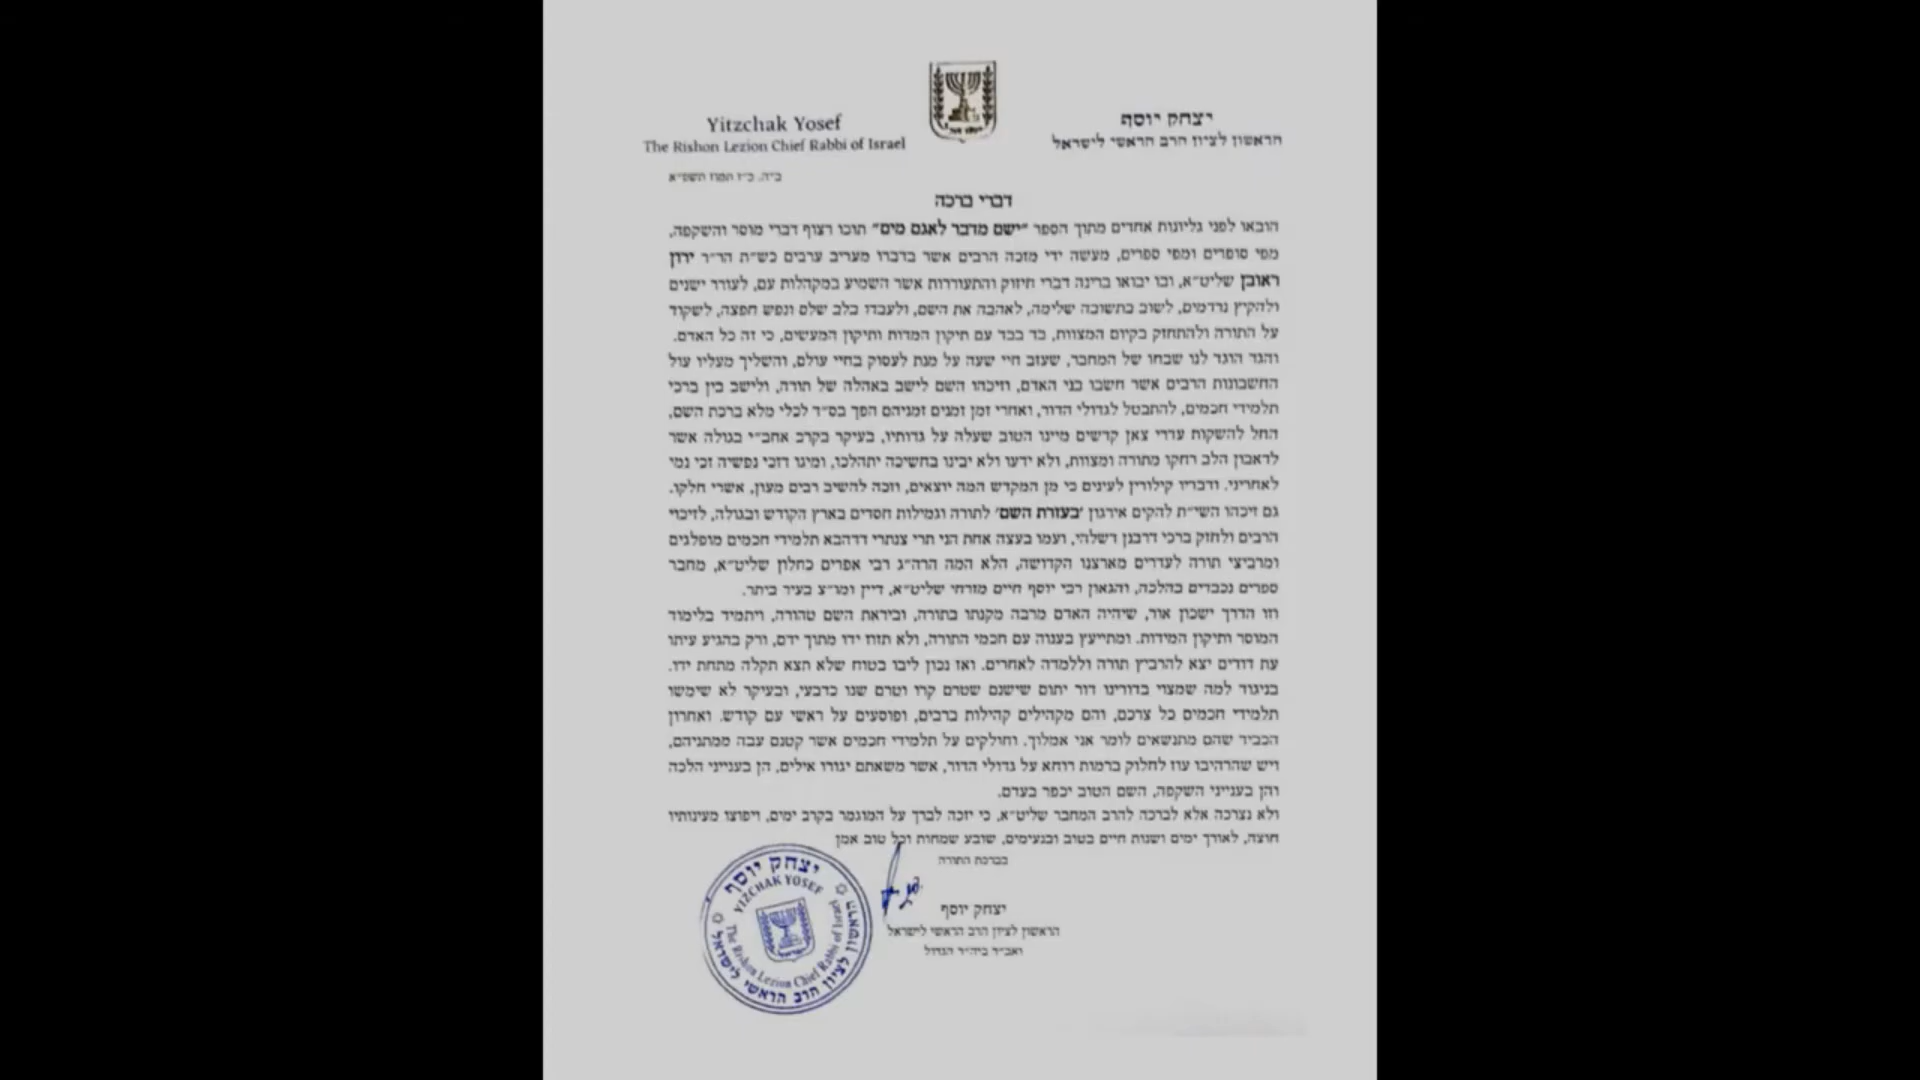 יצחק יוסף
הראשון לציון הרב הראשי לישראל
Yitzchak Yosef
The Rishon Lezion Chief Rabbi of Israel
ב״ה, כ״ז תמוז תשפ״א
דברי ברכה
הובאו לפני גליונות אחדים מתוך הספר "ישם מדבר לאגם מים" תוכו רצוף דברי מוסר והשקפה,
מפי סופרים ומפי ספרים, מעשה ידי מזכה הרבים אשר בדברו מעריב ערבים כש״ת הר״ר ירון
ראובן שליט״א, ובו יבואו ברינה דברי חיזוק והתעוררות אשר השמיע במקהלות עם, לעורר ישנים
ולהקיץ נרדמים, לשוב בתשובה שלימה, לאהבה את השם, ולעבדו בלב שלם ונפש חפצה, לשקוד
על התורה ולהתחזק בקיום המצוות, בד בבד עם תיקון המדות ותיקון המעשים, כי זה כל האדם.
והגד הוגד לנו שבחו של המחבר, שעזב חיי שעה על מנת לעסוק בחיי עולם, והשליך מעליו עול
החשבונות הרבים אשר חשבו בני האדם, וזיכהו השם לישב באהלה של תורה, ולישב בין ברכי
תלמידי חכמים, להתבטל לגדולי הדור, ואחרי זמן זמנים זמניהם הפך בס״ד לכלי מלא ברכת השם,
החל להשקות עדרי צאן קדשים מיינו הטוב שעלה על גדותיו, בעיקר בקרב אחב״י בגולה אשר
לדאבון הלב רחקו מתורה ומצוות, ולא ידעו ולא יבינו בחשיכה יתהלכו, ומיגו דזכי נפשיה זכי נמי
לאחריני. ודבריו קילורין לעינים כי מן המקדש המה יוצאים, וזכה להשיב רבים מעון, אשרי חלקו.
גם זיכהו השי״ת להקים אירגון 'בעזרת השם' לתורה וגמילות חסדים בארץ הקודש ובגולה, לזיכוי
הרבים ולחזק ברכי דרבנן דשלהי, ועמו בעצה אחת הני תרי צנתרי דדהבא תלמידי חכמים מופלגים
ומרביצי תורה לעדרים מארצנו הקדושה, הלא המה הרה״ג רבי אפרים כחלון שליט״א, מחבר
ספרים נכבדים בהלכה, והגאון רבי יוסף חיים מזרחי שליט״א, דיין ומו״צ בעיר ביתר.
וזו הדרך ישכון אור, שיהיה האדם מרבה מקנתו בתורה, וביראת השם טהורה, ויתמיד בלימוד
המוסר ותיקון המידות. ומתייעץ בענוה עם חכמי התורה, ולא תזוז ידו מתוך ידם, ורק בהגיע עיתו
עת דודים יצא להרביץ תורה וללמדה לאחרים. ואז נכון ליבו בטוח שלא תצא תקלה מתחת ידו.
בניגוד למה שמצוי בדורינו דור יתום שישנם שטרם קרו וטרם שנו כדבעי, ובעיקר לא שימשו
תלמידי חכמים כל צרכם, והם מקהילים קהילות ברבים, ופוסעים על ראשי עם קודש. ואחרון
הכביד שהם מתנשאים לומר אני אמלוך. וחולקים על תלמידי חכמים אשר קטנם עבה ממתניהם,
ויש שהרהיבו עוז לחלוק ברמות רוחא על גדולי הדור, אשר משאתם יגורו אילים, הן בענייני הלכה
והן בענייני השקפה, השם הטוב יכפר בעדם.
ולא נצרכה אלא לברכה להרב המחבר שליט״א, כי יזכה לברך על המוגמר בקרב ימים, ויפוצו מעינותיו
חוצה, לאורך ימים ושנות חיים בטוב ובנעימים, שובע שמחות וכל טוב אמן
בברכת התורה
יצחק יוסף
הראשון לציון הרב הראשי לישראל
ואב״ד ביה״ד הגדול
יצחק יוסף
YIZCHAK YOSEF
The Rishon Lezion Chief Rabbi of Israel
הראשון לציון הרב הראשי לישראל